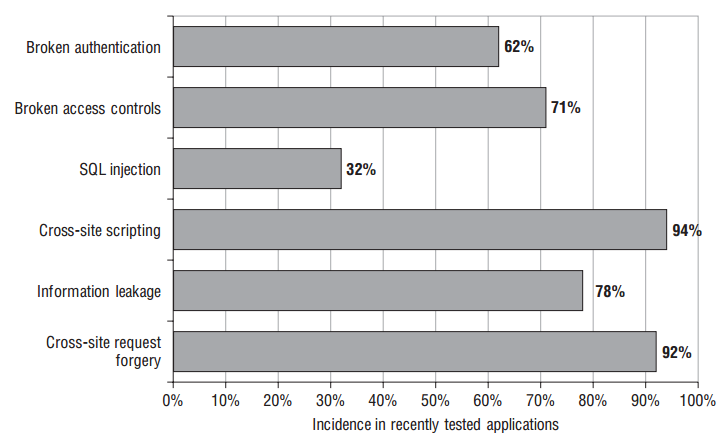 Broken authentication
62%
Broken access controls
71%
SQL injection
32%
Cross-site scripting
94%
Information leakage
78%
Cross-site request
forgery
92%
0% 10% 20% 30% 40% 50% 60% 70% 80% 90% 100%
Incidence in recently tested applications